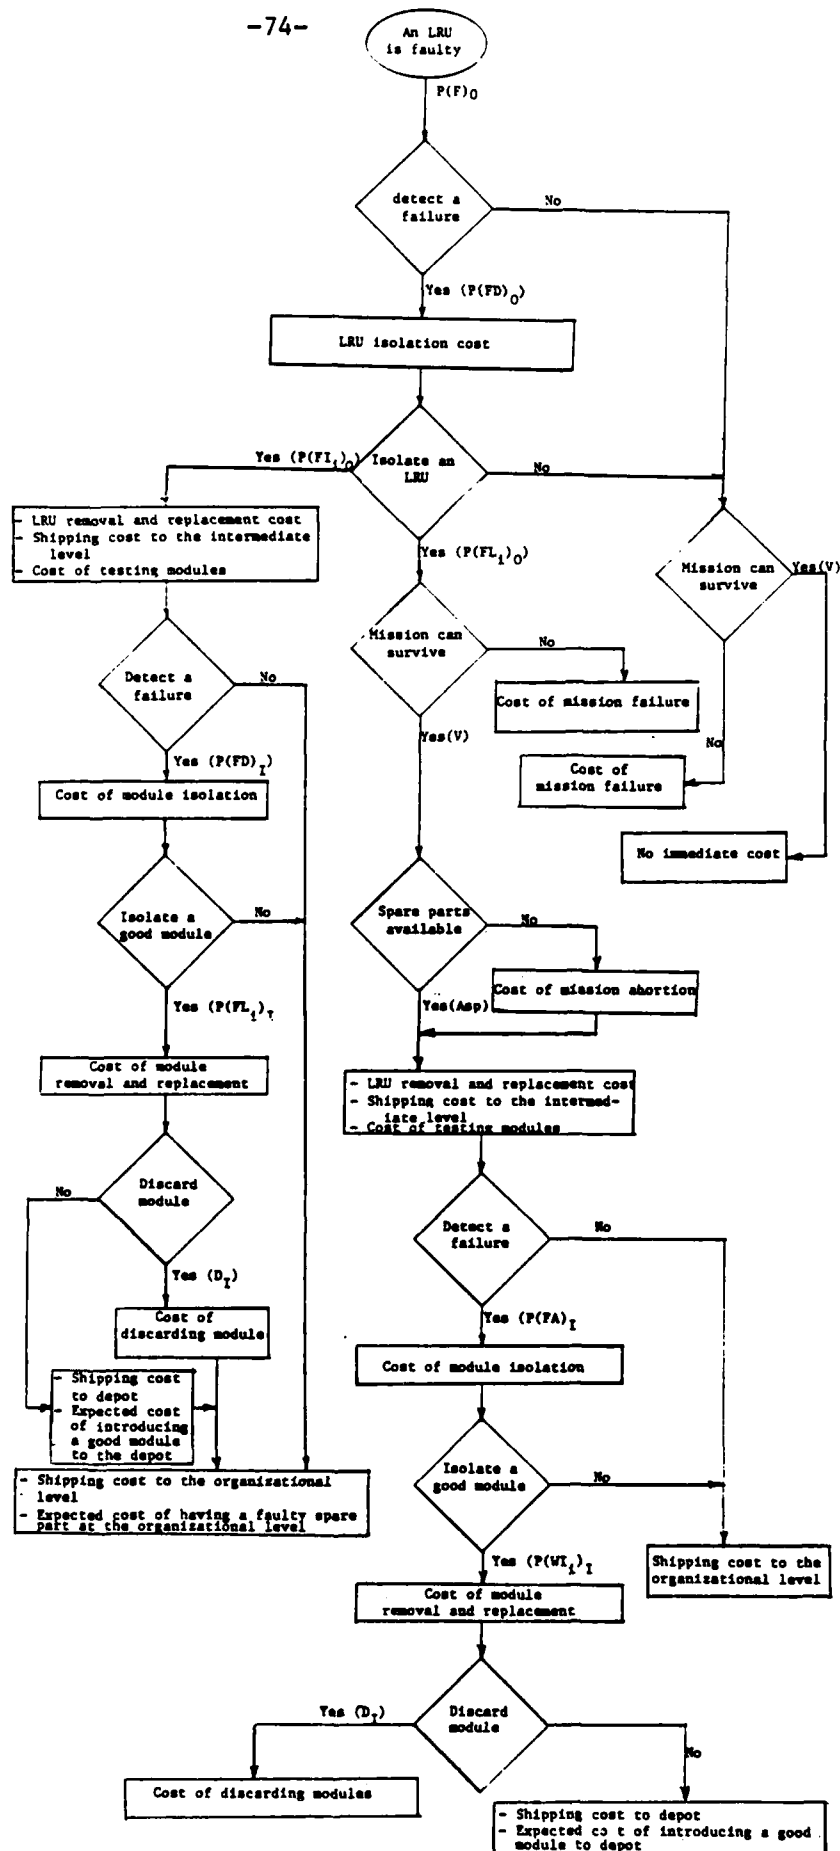 -74-
An LRU
is faulty
P(F)O
detect a
failure
No
Yes (P(FD)O)
LRU isolation cost
Yes (P(FIi)O)
Isolate an
LRU
No
- LRU removal and replacement cost
- Shipping cost to the intermediate
level
- Cost of testing modules
Yes (P(FLi)O)
Mission can
survive
Yes(V)
Mission can
survive
No
Cost of mission failure
Detect a
failure
No
Yes(V)
No
Yes (P(FD)I)
Cost of module isolation
Cost of
mission failure
No immediate cost
Isolate a
good module
No
Spare parts
available
No
Yes (P(FLi)I
Cost of mission abortion
Yes(Asp)
Cost of module
removal and replacement
- LRU removal and replacement cost
- Shipping cost to the intermed-
iate level
- Cost of testing modules
Discard
module
No
Detect a
failure
No
Yes (DI)
Cost of
discarding module
Yes (P(FA)I
Cost of module isolation
- Shipping cost
to depot
- Expected cost
of introducing
a good module
to the depot
Isolate a
good module
No
- Shipping cost to the organizational
level
- Expected cost of having a faulty spare
part at the organizational level
Yes (P(WIi)I
Shipping cost to the
organizational level
Cost of module
removal and replacement
Yes (DI)
Discard
module
No
Cost of discarding modules
- Shipping cost to depot
- Expected co t of introducing a good
module to depot